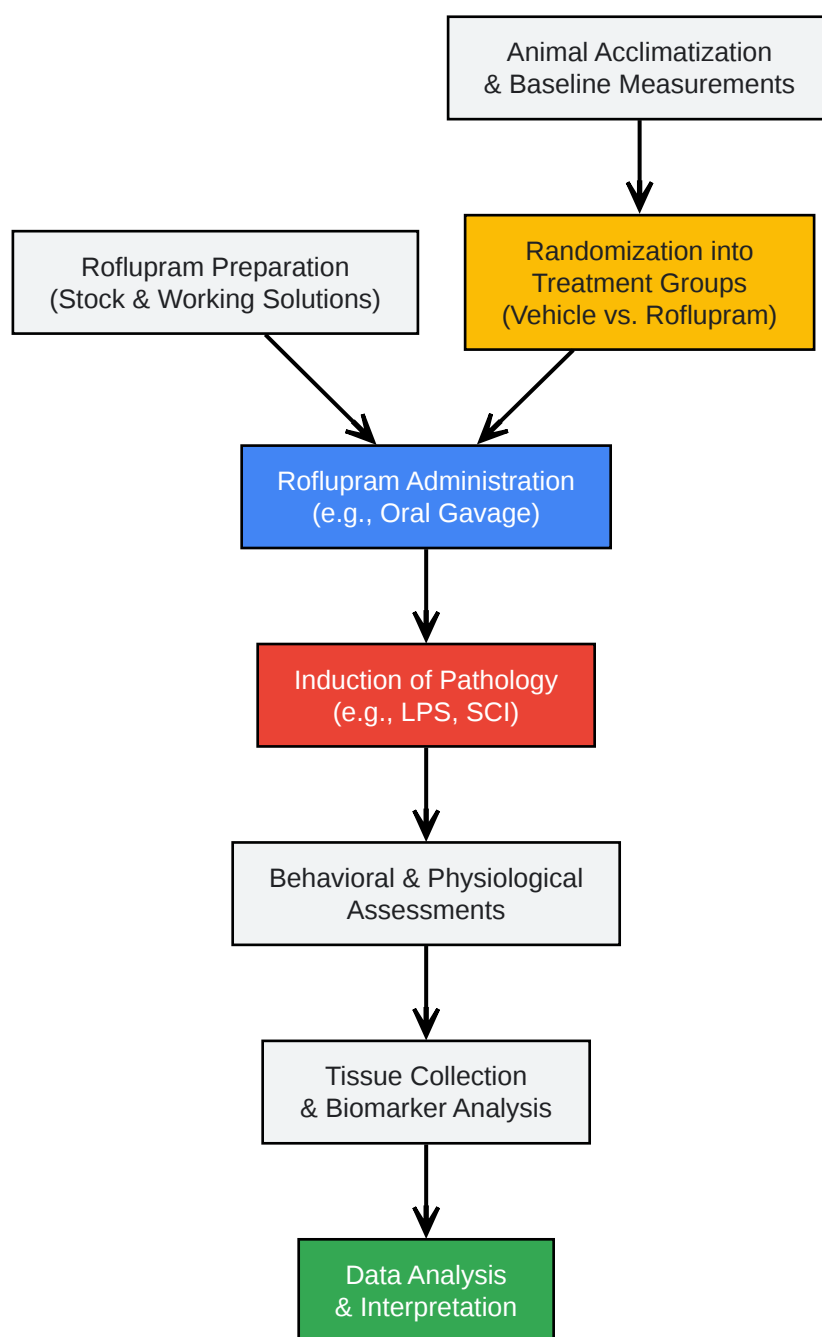 Animal Acclimatization
& Baseline Measurements
Roflupram Preparation
(Stock & Working Solutions)
Randomization into
Treatment Groups
(Vehicle vs. Roflupram)
Roflupram Administration
(e.g., Oral Gavage)
Induction of Pathology
(e.g., LPS, SCI)
Behavioral & Physiological
Assessments
Tissue Collection
& Biomarker Analysis
Data Analysis
& Interpretation